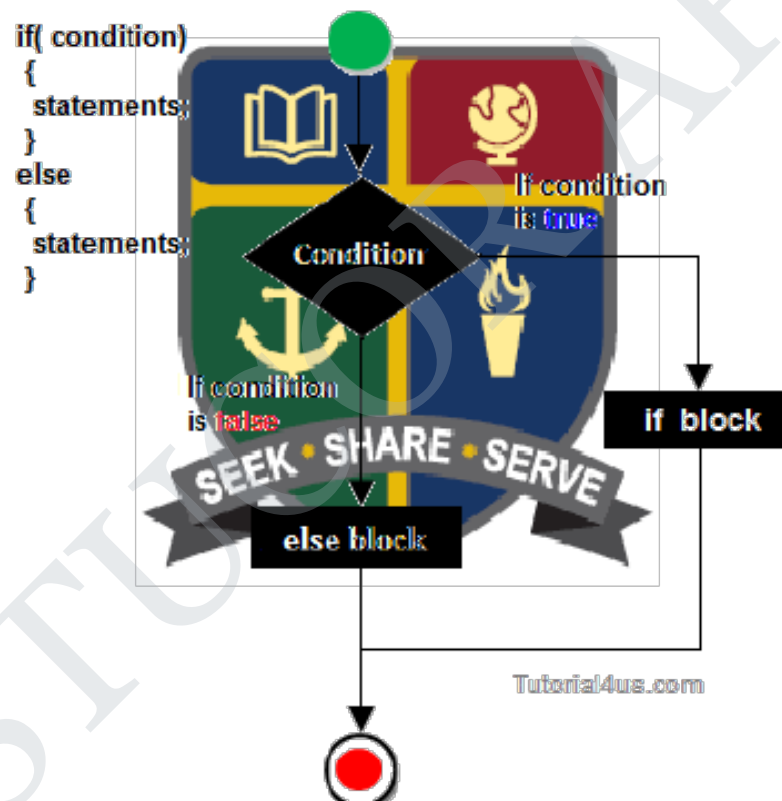 if( condition)
{
statements;
}
else
{
statements;
}
Condition
If condition
is true
If condition
is false
if block
SEEK • SHARE • SERVE
else block
Tutorial4us.com